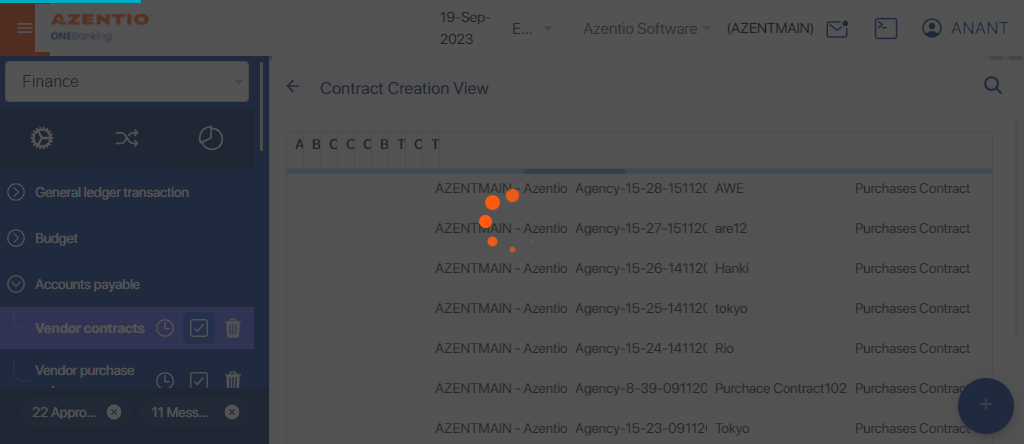 AZENTIO
ONEBanking
19-Sep-2023
E...
Azentio Software
(AZENTMAIN)
ANANT
Finance
Contract Creation View
A B C C C B T C T
General ledger transaction
Budget
Accounts payable
Vendor contracts
Vendor purchase
22 Appro...
11 Mess...
AZENTMAIN - Azentio Agency-15-28-15112( AWE Purchases Contract
AZENTMAIN - Azentio Agency-15-27-15112( are12 Purchases Contract
AZENTMAIN - Azentio Agency-15-26-14112( Hanki Purchases Contract
AZENTMAIN - Azentio Agency-15-25-14112( tokyo Purchases Contract
AZENTMAIN - Azentio Agency-15-24-14112( Rio Purchases Contract
AZENTMAIN - Azentio Agency-8-39-09112( Purchace Contract102 Purchases Contract
AZENTMAIN - Azentio Agency-15-23-09112( Tokyo Purchases Contract
+